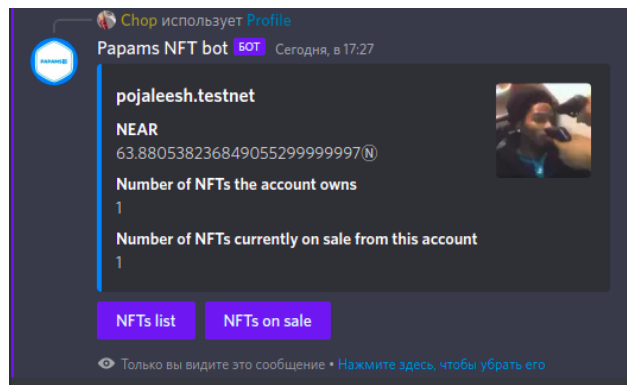 Chop использует Profile
PAPAMS
Papams NFT bot БОТ Сегодня, в 17:27
pojaleesh.testnet
NEAR
63.880538236849055299999997Ⓝ
Number of NFTs the account owns
1
Number of NFTs currently on sale from this account
1
NFTs list NFTs on sale
Только вы видите это сообщение • Нажмите здесь, чтобы убрать его